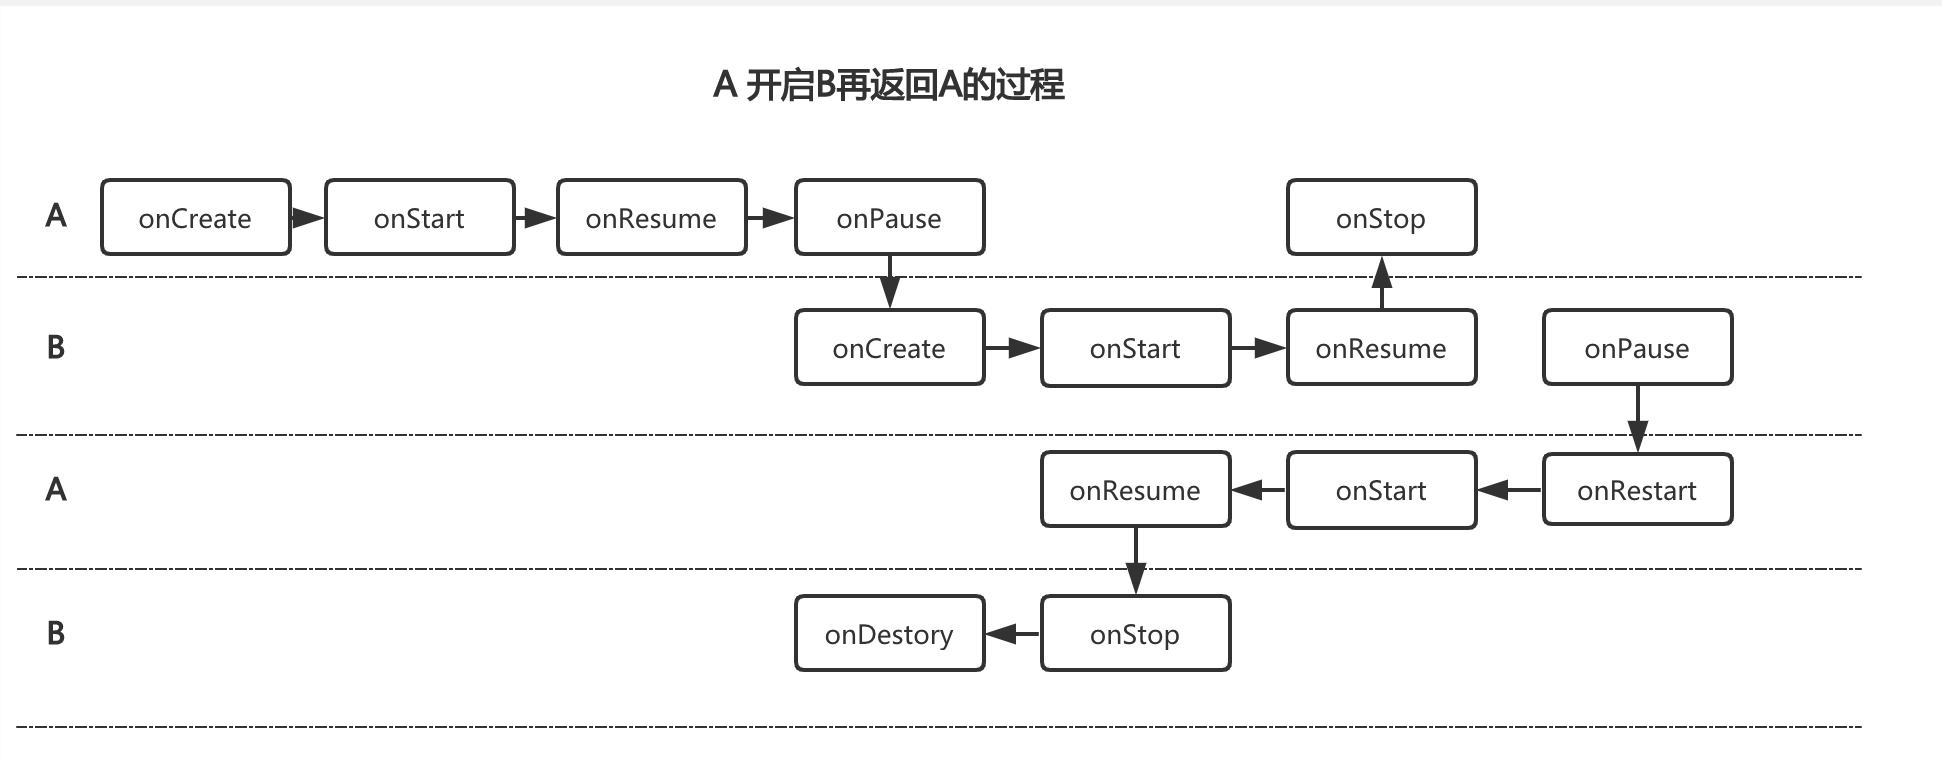 A 开启B再返回A的过程
A
onCreate
onStart
onResume
onPause
onStop
B
onCreate
onStart
onResume
onPause
A
onResume
onStart
onRestart
B
onDestory
onStop